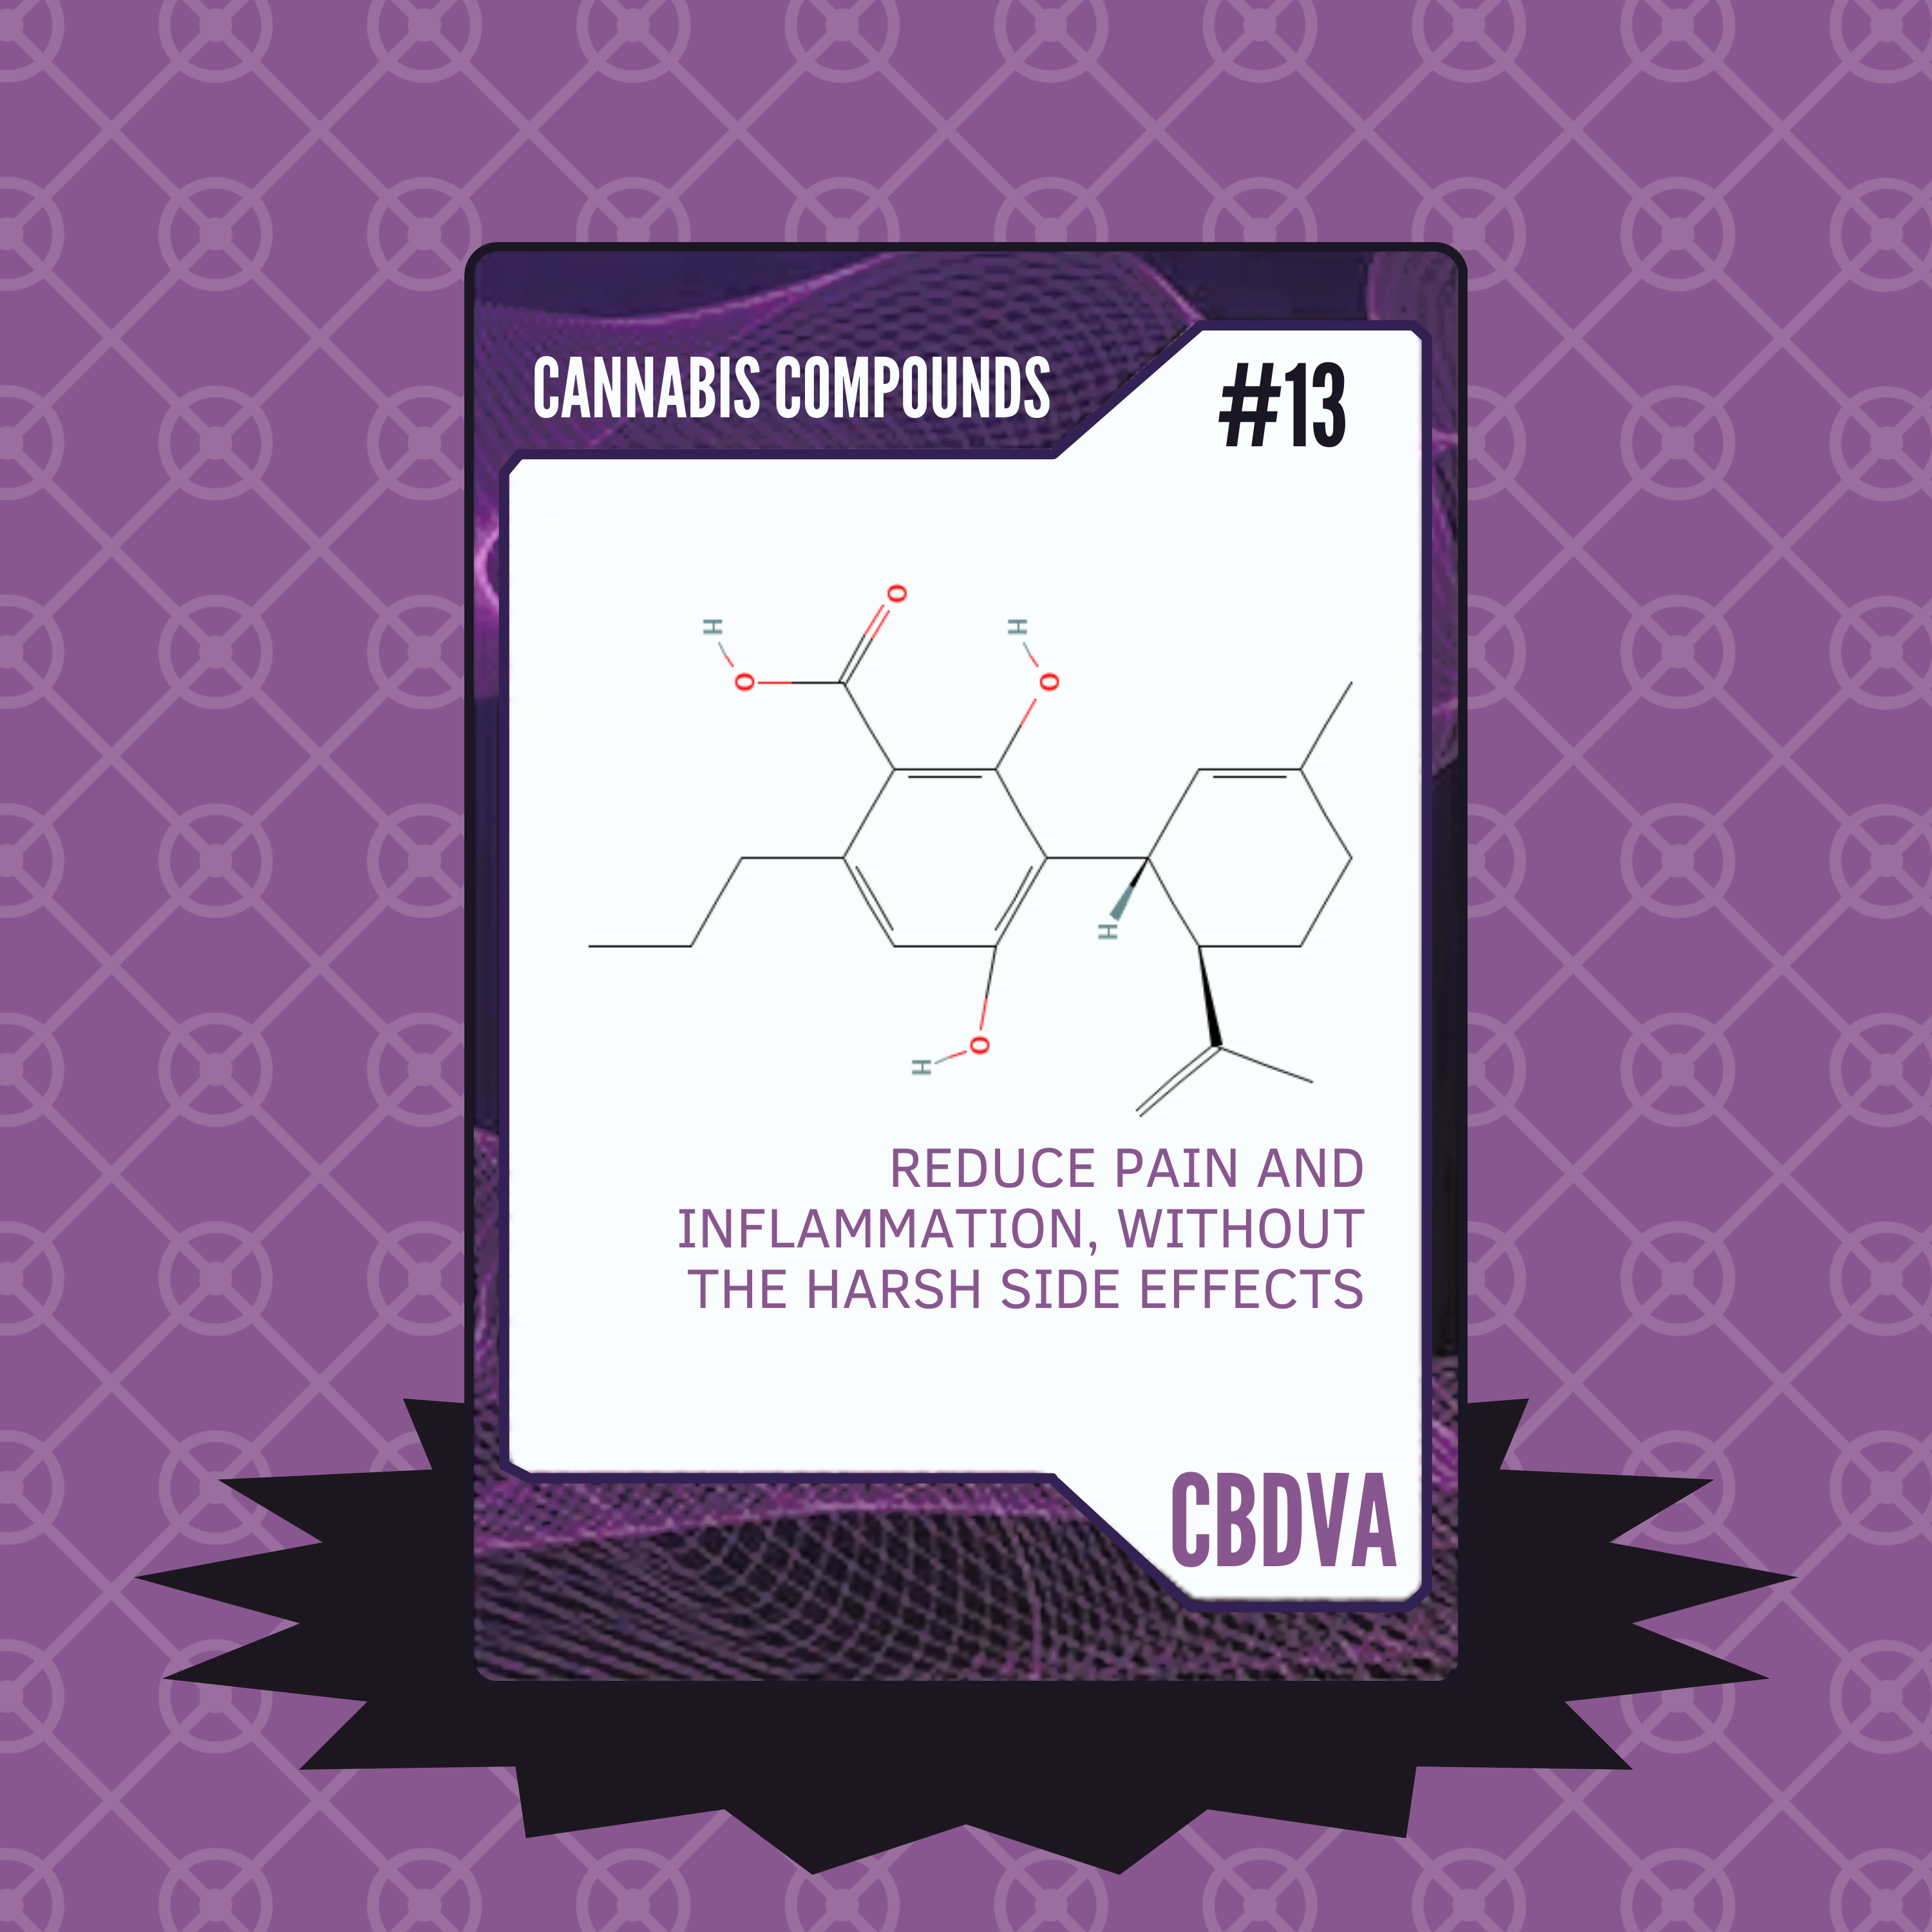 CANNABIS COMPOUNDS
#13
O
H
H
O
O
H
O
H
REDUCE PAIN AND
INFLAMMATION, WITHOUT
THE HARSH SIDE EFFECTS
CBDVA